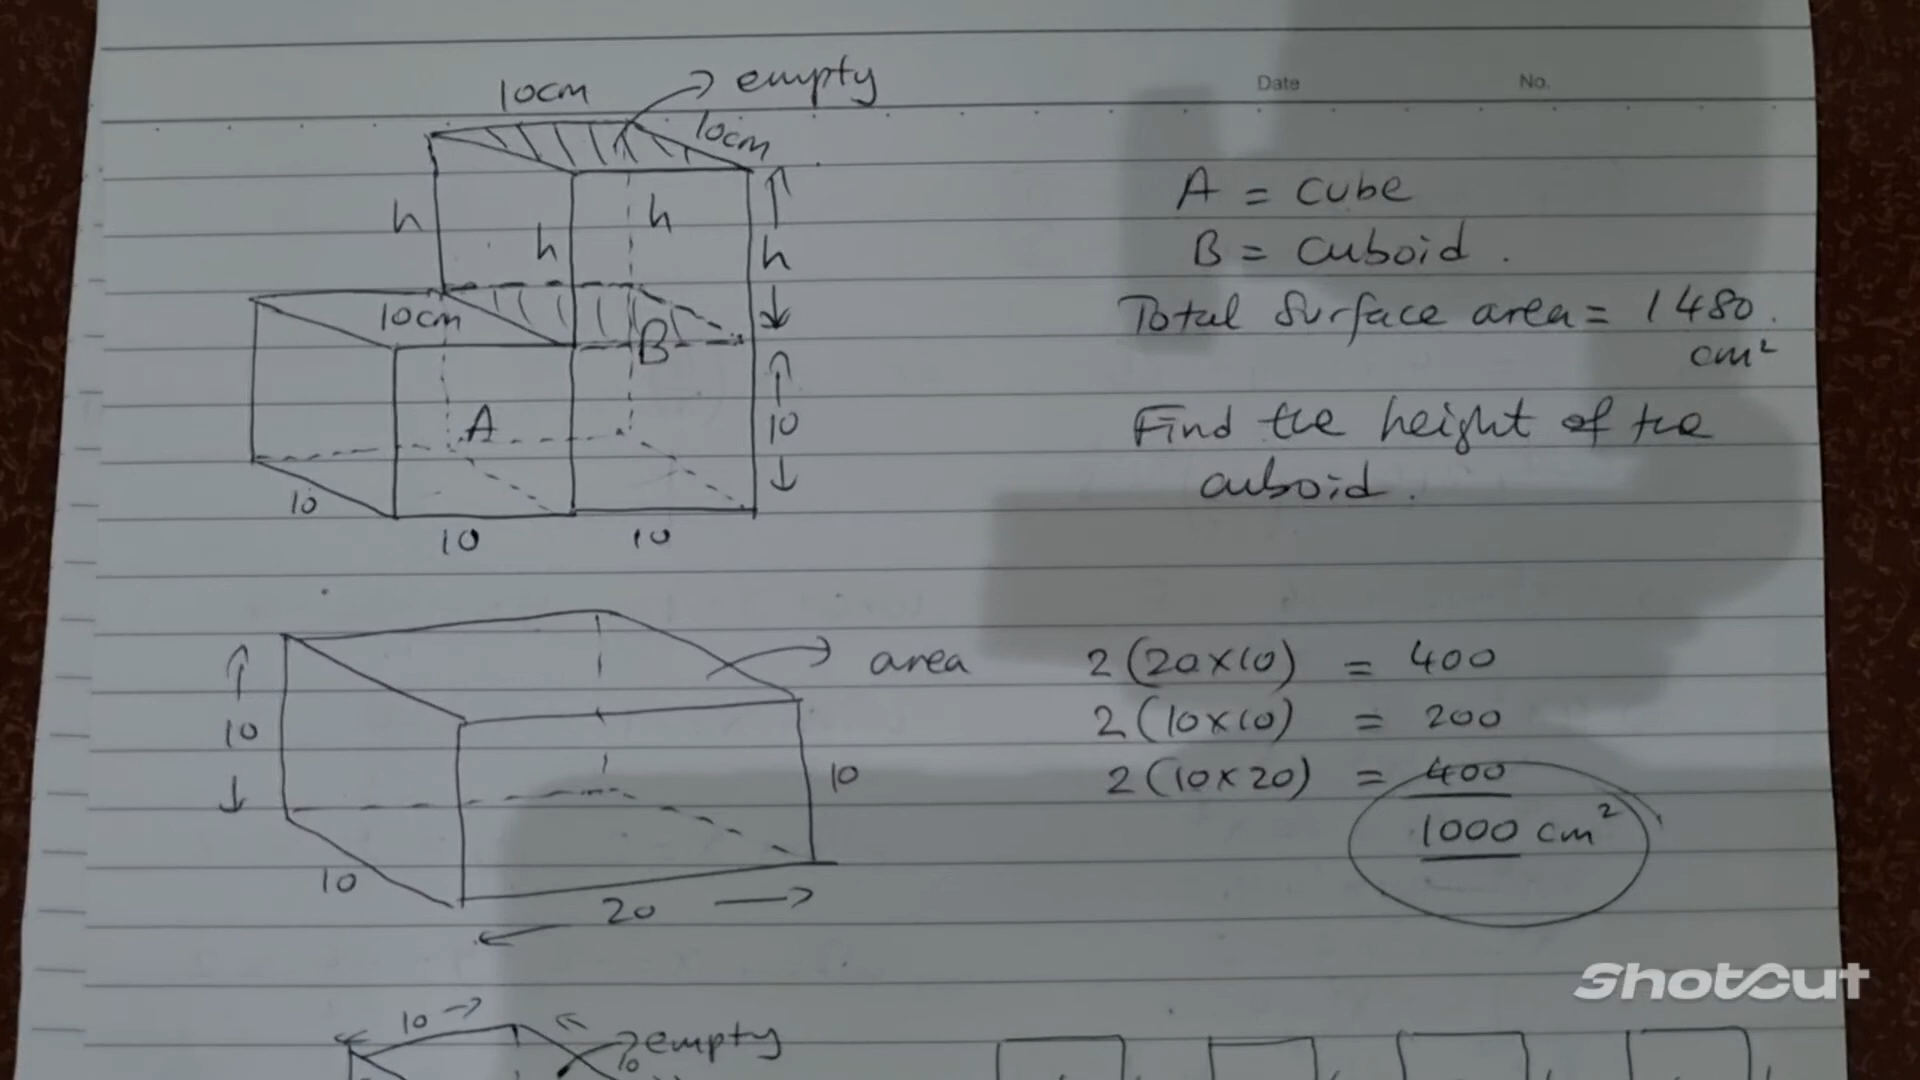 10cm → empty
Date No.
10cm
A = cube
h h h h
B = cuboid.
10cm B
Total surface area = 1480.
cm²
A 10
Find the height of the
cuboid.
10
10 10
area 2(20×10) = 400
10 2(10×10) = 200
10 2(10×20) = 400
1000 cm²
10
20
ShotCut
10 → empty
10